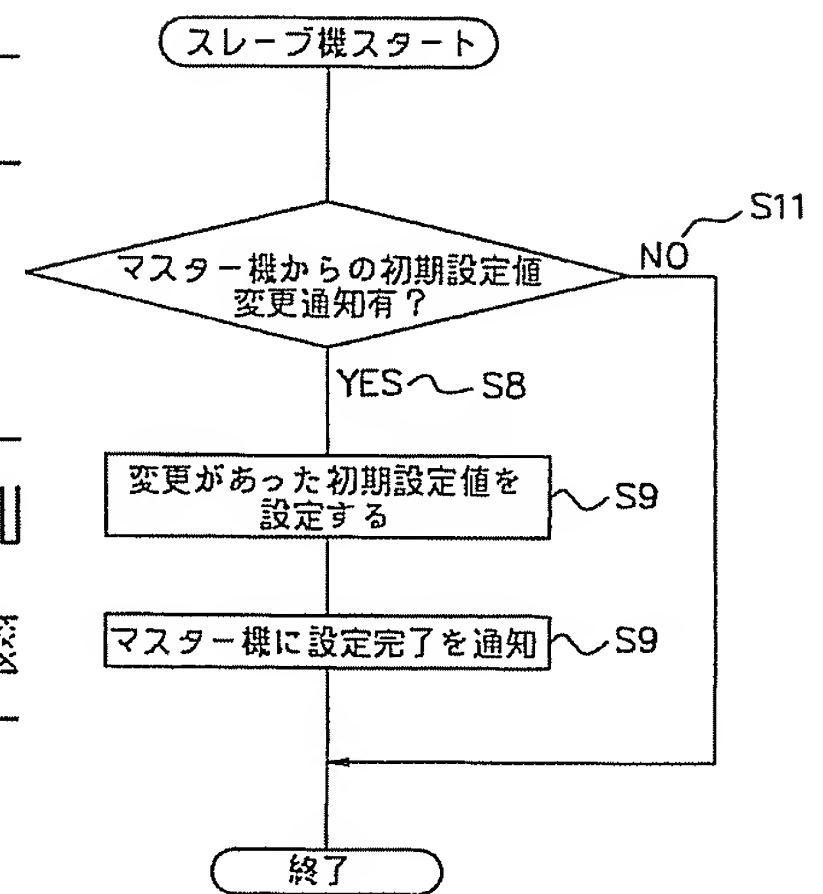 スレーブ機スタート
S11
NO
マスター機からの初期設定値
変更通知有?
YES
S8
変更があった初期設定値を
設定する
S9
マスター機に設定完了を通知
S9
終了